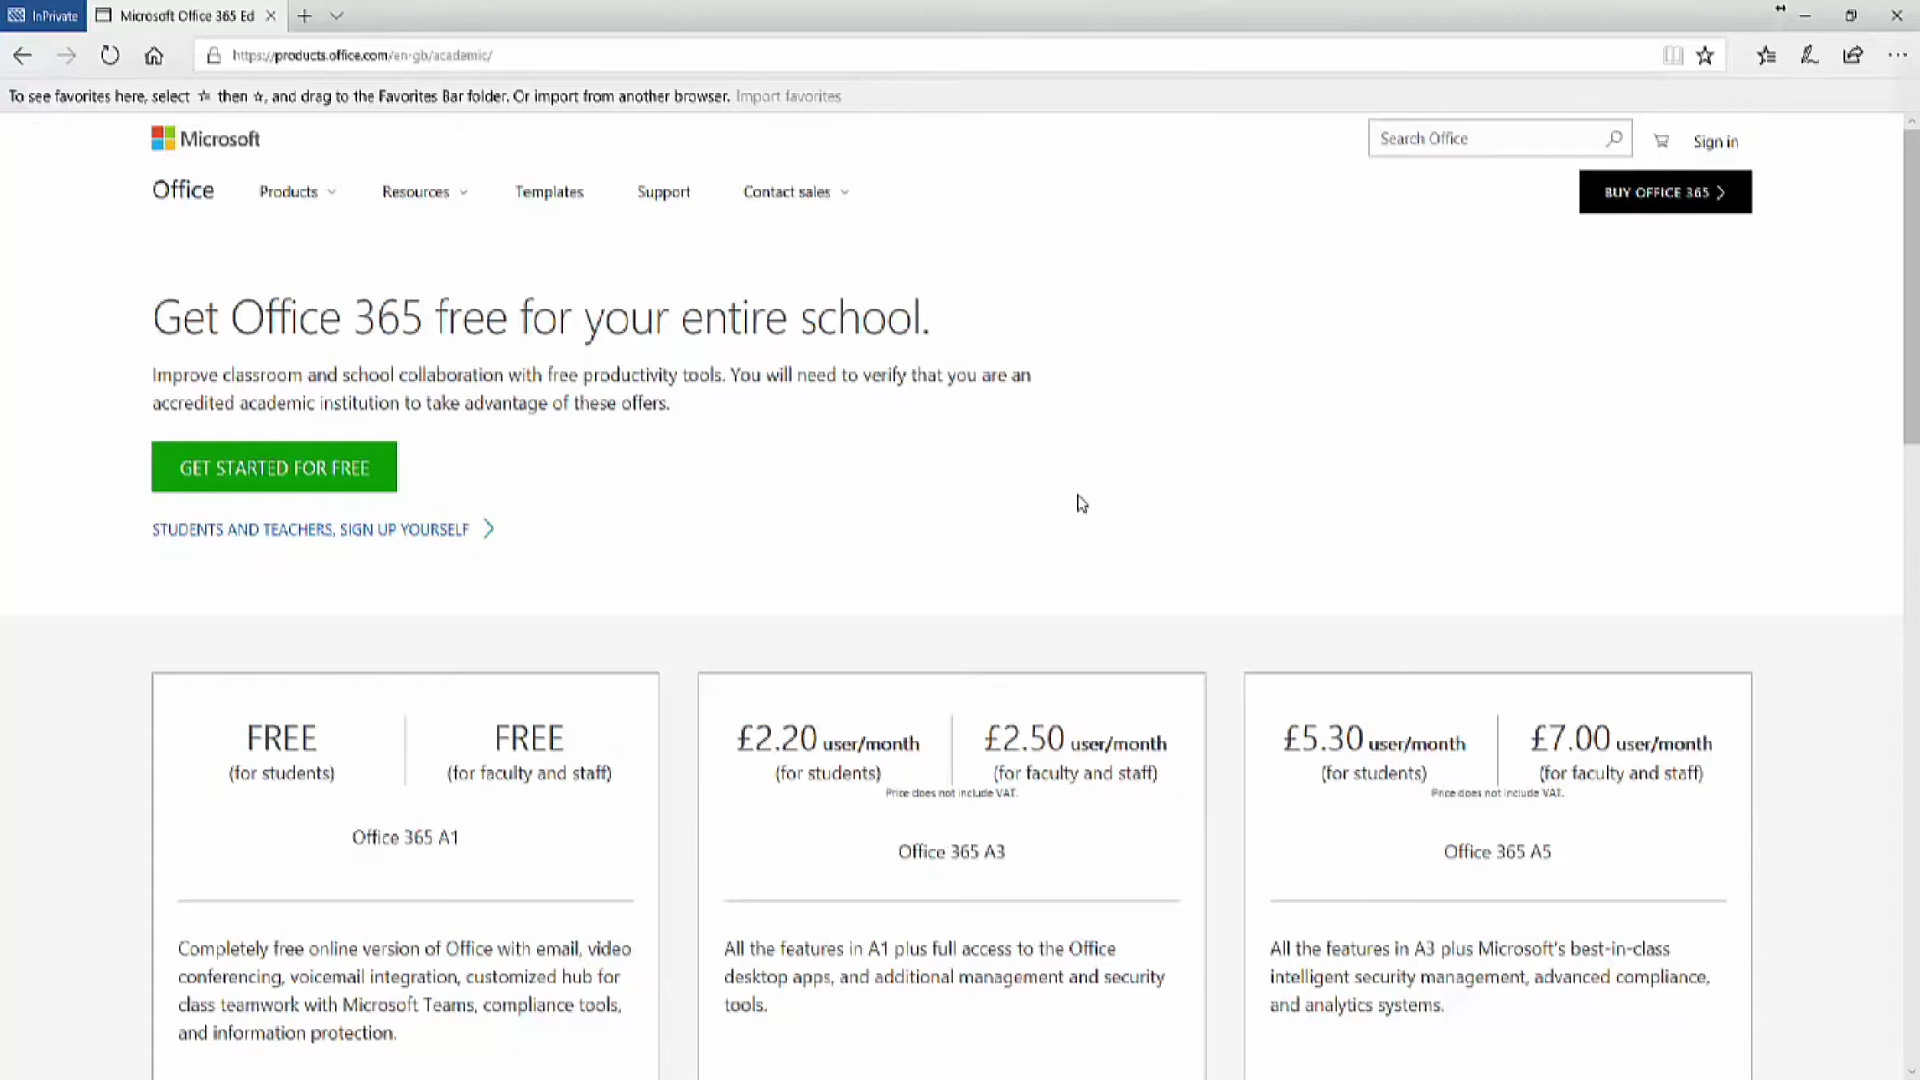 InPrivate
Microsoft Office 365 Ed
https://products.office.com/en-gb/academic/
To see favorites here, select then , and drag to the Favorites Bar folder. Or import from another browser. Import favorites
Microsoft
Search Office
Sign in
Office
Products
Resources
Templates
Support
Contact sales
BUY OFFICE 365
Get Office 365 free for your entire school.
Improve classroom and school collaboration with free productivity tools. You will need to verify that you are an
accredited academic institution to take advantage of these offers.
GET STARTED FOR FREE
STUDENTS AND TEACHERS, SIGN UP YOURSELF
FREE
(for students)
FREE
(for faculty and staff)
Office 365 A1
Completely free online version of Office with email, video
conferencing, voicemail integration, customized hub for
class teamwork with Microsoft Teams, compliance tools,
and information protection.
£2.20 user/month
(for students)
£2.50 user/month
(for faculty and staff)
Price does not include VAT.
Office 365 A3
All the features in A1 plus full access to the Office
desktop apps, and additional management and security
tools.
£5.30 user/month
(for students)
£7.00 user/month
(for faculty and staff)
Price does not include VAT.
Office 365 A5
All the features in A3 plus Microsoft's best-in-class
intelligent security management, advanced compliance,
and analytics systems.